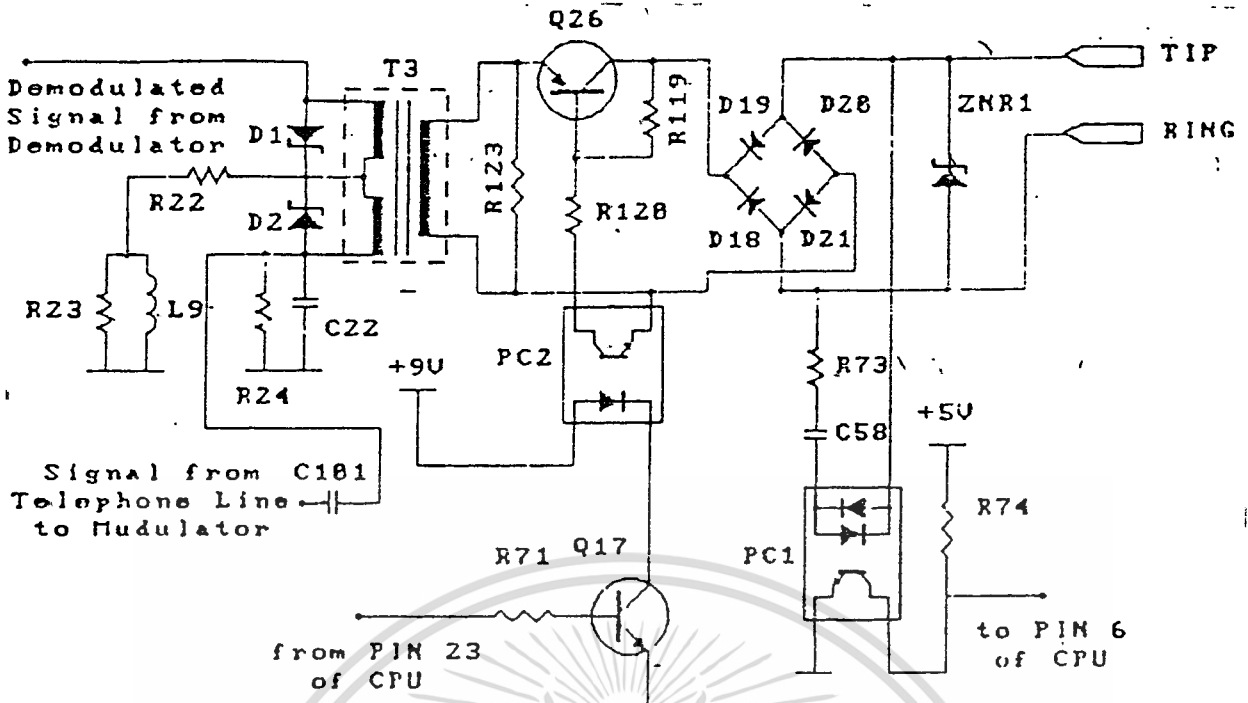 Q26
T3
TIP
Demodulated
Signal from
Demodulator
D1
R119
D19
D28
ZNR1
RING
R123
R22
R128
D2
D18
D21
R23
L9
C22
PC2
R73
+9V
R24
+5V
C58
Signal from
C181
Telephone Line
to Mudulator
R74
R71
Q17
PC1
from PIN 23
of CPU
to PIN 6
of CPU